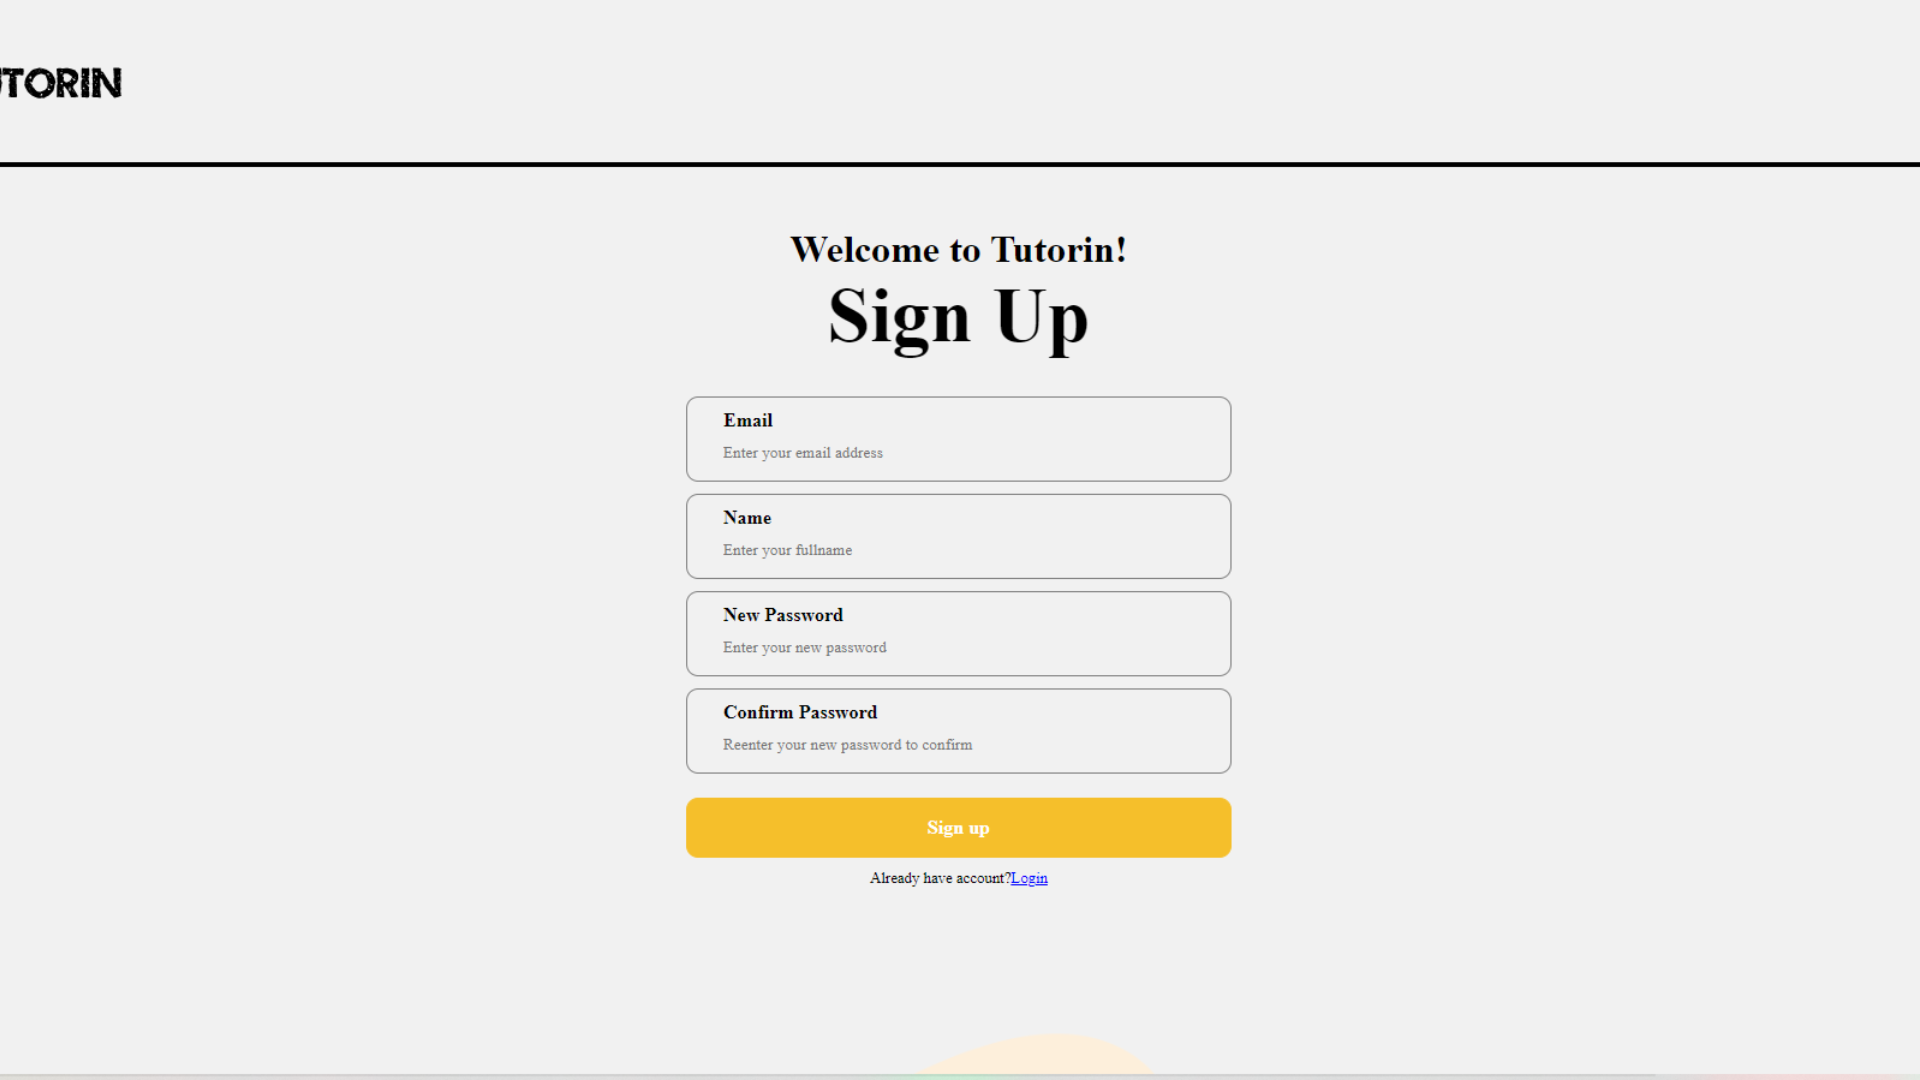 UTORIN
Welcome to Tutorin!
Sign Up
Email
Enter your email address
Name
Enter your fullname
New Password
Enter your new password
Confirm Password
Reenter your new password to confirm
Sign up
Already have account?Login